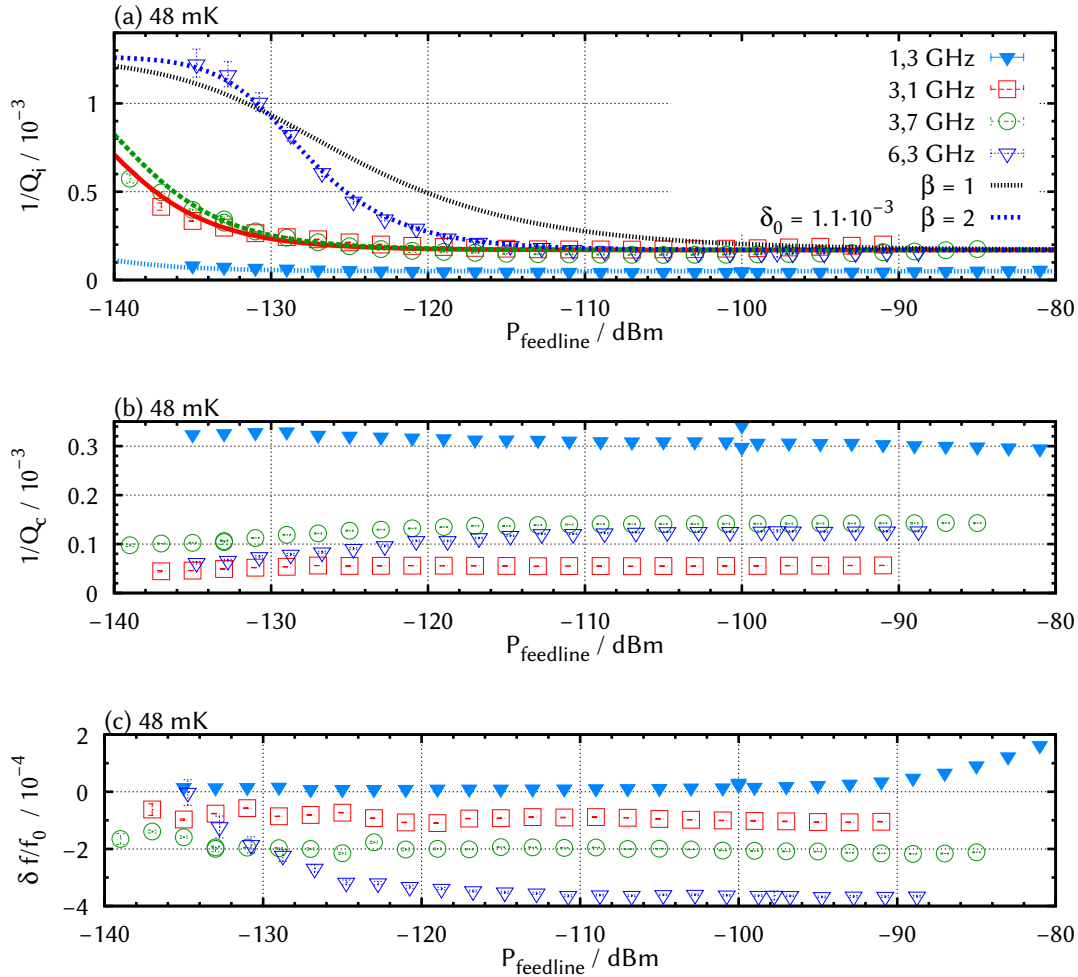 (a) 48 mK
1/Q_i / 10^−3
1
0.5
0
1,3 GHz
3,1 GHz
3,7 GHz
6,3 GHz
β = 1
δ_0 = 1.1·10^−3 β = 2
−140 −130 −120 −110 −100 −90 −80
P_feedline / dBm
(b) 48 mK
1/Q_c / 10^−3
0.3
0.2
0.1
0
−140 −130 −120 −110 −100 −90 −80
P_feedline / dBm
(c) 48 mK
δ f/f_0 / 10^−4
2
0
−2
−4
−140 −130 −120 −110 −100 −90 −80
P_feedline / dBm